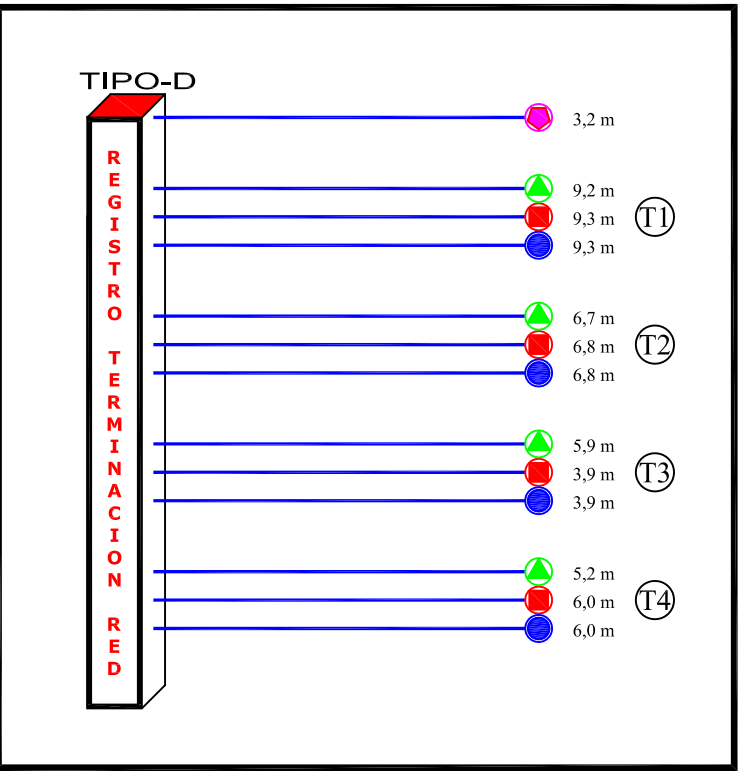 TIPO-D
REGISTRO TERMINACION RED
3,2 m
9,2 m
9,3 m
T1
9,3 m
6,7 m
6,8 m
T2
6,8 m
5,9 m
3,9 m
T3
3,9 m
5,2 m
6,0 m
T4
6,0 m